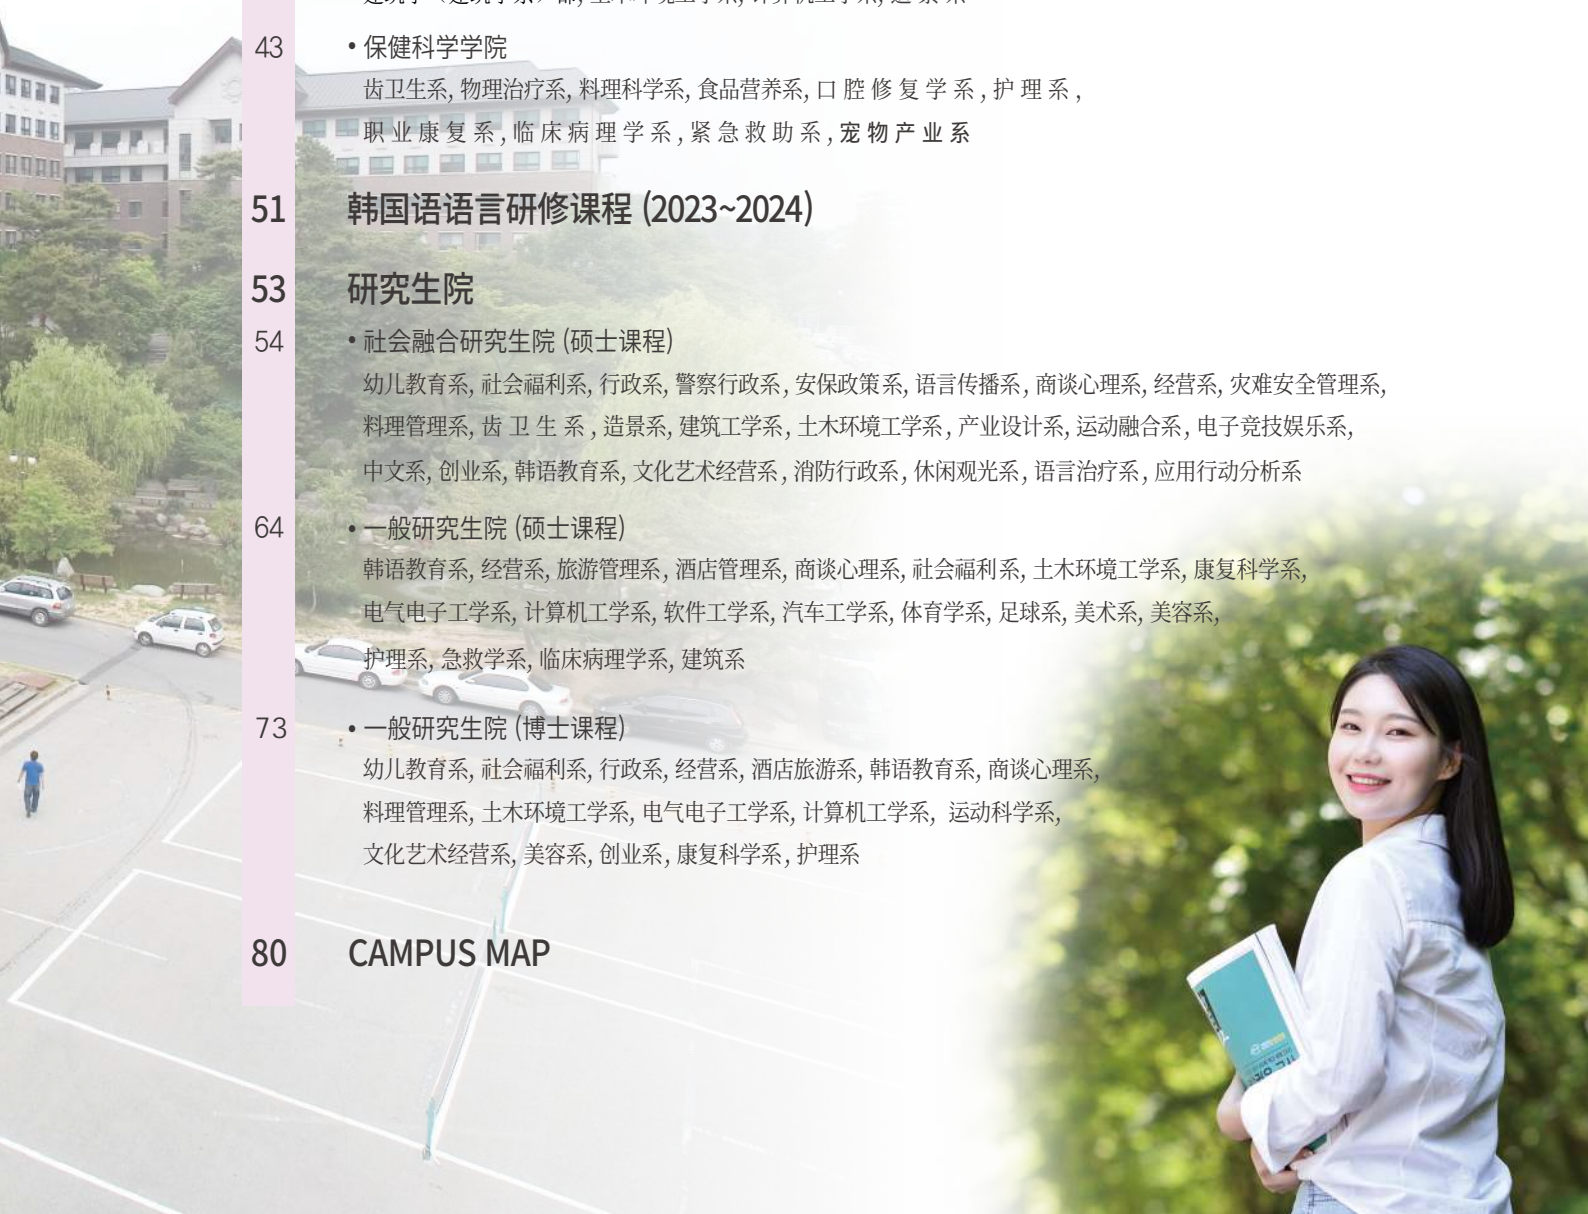 43 • 保健科学学院
齿卫生系, 物理治疗系, 料理科学系, 食品营养系, 口腔修复学系, 护理系,
职业康复系, 临床病理学系, 紧急救助系, 宠物产业系
51 韩国语语言研修课程 (2023~2024)
53 研究生院
54 • 社会融合研究生院 (硕士课程)
幼儿教育系, 社会福利系, 行政系, 警察行政系, 安保政策系, 语言传播系, 商谈心理系, 经营系, 灾难安全管理系,
料理管理系, 齿卫生系, 造景系, 建筑工学系, 土木环境工学系, 产业设计系, 运动融合系, 电子竞技娱乐系,
中文系, 创业系, 韩语教育系, 文化艺术经营系, 消防行政系, 休闲观光系, 语言治疗系, 应用行动分析系
64 • 一般研究生院 (硕士课程)
韩语教育系, 经营系, 旅游管理系, 酒店管理系, 商谈心理系, 社会福利系, 土木环境工学系, 康复科学系,
电气电子工学系, 计算机工学系, 软件工学系, 汽车工学系, 体育学系, 足球系, 美术系, 美容系,
护理系, 急救学系, 临床病理学系, 建筑系
73 • 一般研究生院 (博士课程)
幼儿教育系, 社会福利系, 行政系, 经营系, 酒店旅游系, 韩语教育系, 商谈心理系,
料理管理系, 土木环境工学系, 电气电子工学系, 计算机工学系, 运动科学系,
文化艺术经营系, 美容系, 创业系, 康复科学系, 护理系
80 CAMPUS MAP